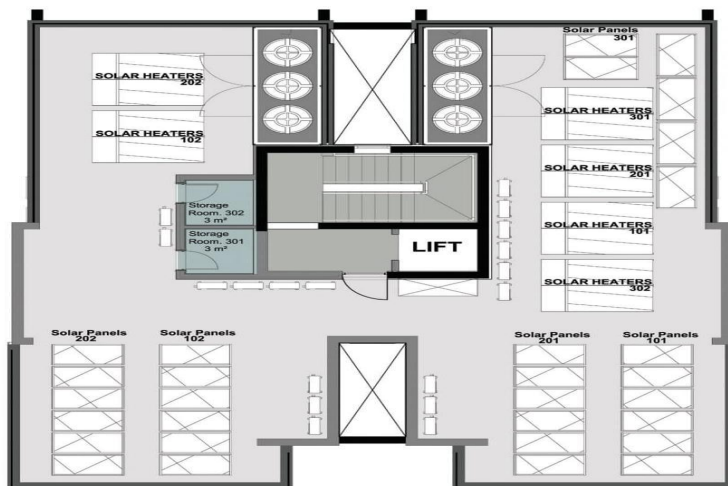 Solar Panels
301
SOLAR HEATERS
202
SOLAR HEATERS
301
SOLAR HEATERS
102
SOLAR HEATERS
201
Storage
Room. 302
3 m²
SOLAR HEATERS
101
Storage
Room. 301
3 m²
LIFT
SOLAR HEATERS
302
Solar Panels
202
Solar Panels
102
Solar Panels
201
Solar Panels
101